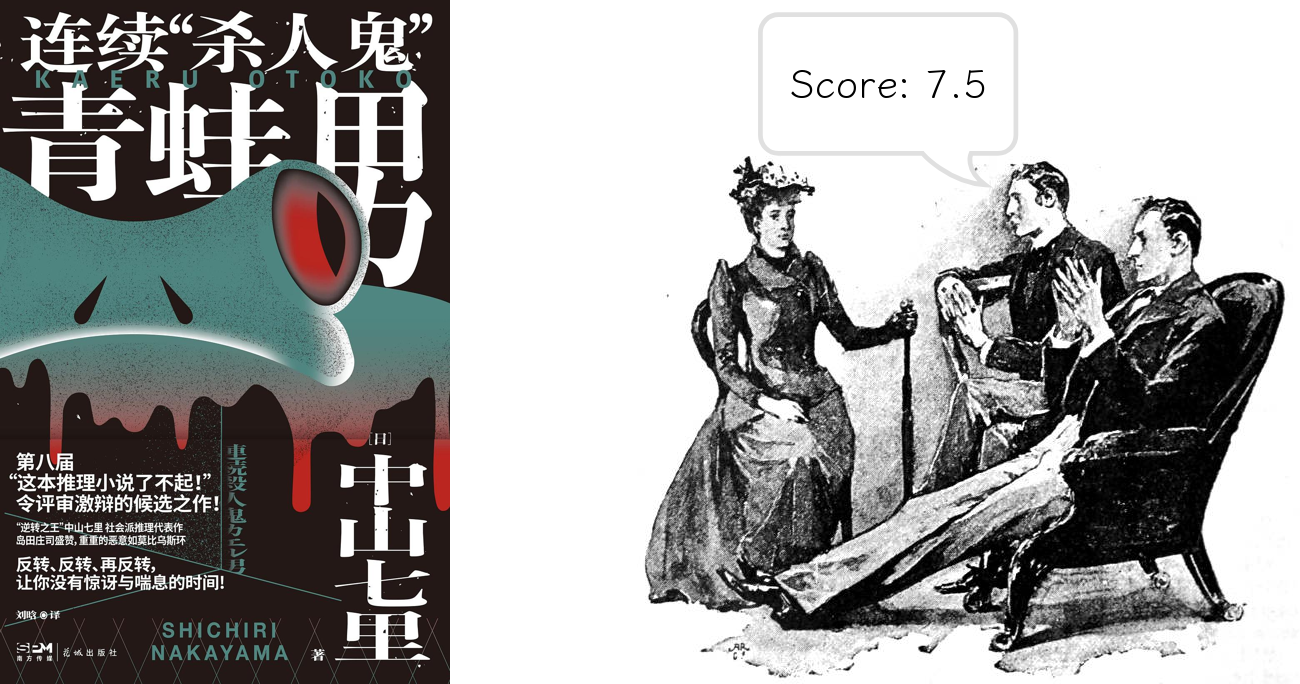 连续“杀人鬼”
KAERU OTOKO
青蛙男
第八届
“这本推理小说了不起！”
令评审激辩的候选之作！
“逆转之王”中山七里 社会派推理代表作
岛田庄司盛赞，重重的恶意如莫比乌斯环
反转、反转、再反转，
让你没有惊讶与喘息的时间！
刘晗 ◉ 译
SPM
南方传媒
花城出版社
SHICHIRI
NAKAYAMA
著
[日]
中山七里
連続殺人鬼カエル男
Score: 7.5